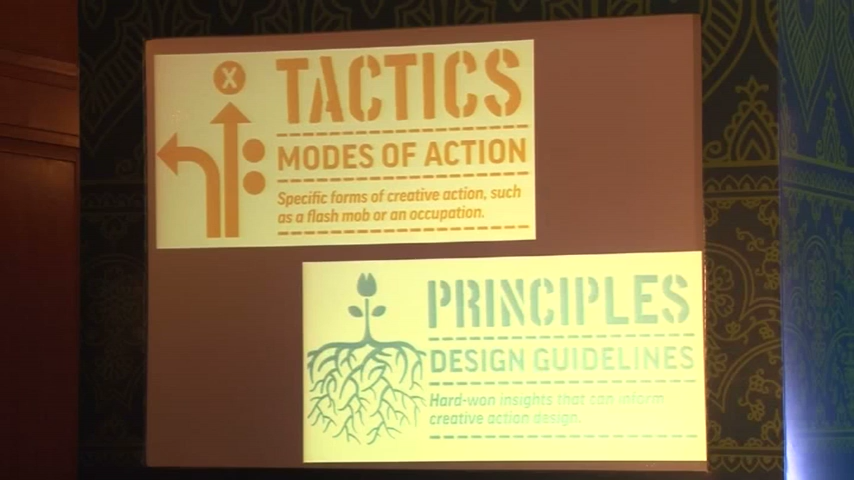 X
TACTICS
MODES OF ACTION
Specific forms of creative action, such
as a flash mob or an occupation.
PRINCIPLES
DESIGN GUIDELINES
Hard-won insights that can inform
creative action design.